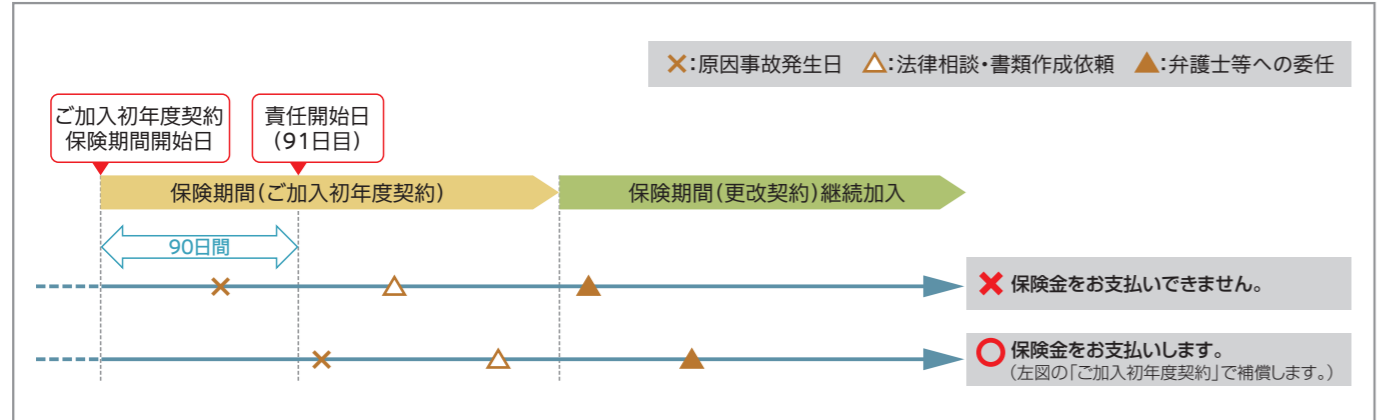 ×:原因事故発生日 △:法律相談・書類作成依頼 ▲:弁護士等への委任
ご加入初年度契約
保険期間開始日
責任開始日
(91日目)
保険期間(ご加入初年度契約)
保険期間(更改契約)継続加入
90日間
× 保険金をお支払いできません。
○ 保険金をお支払いします。
(左図の「ご加入初年度契約」で補償します。)